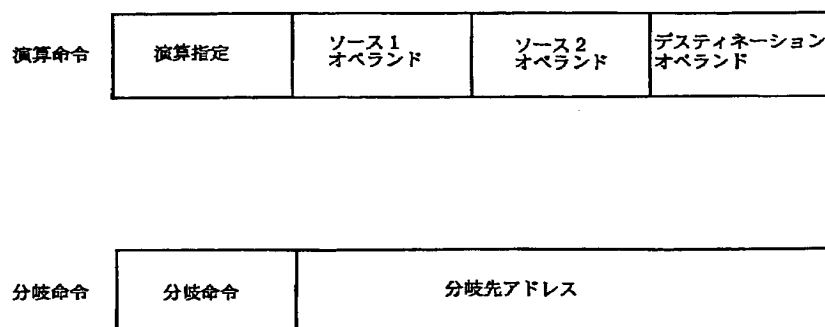 演算命令
演算指定
ソース1
オペランド
ソース2
オペランド
デスティネーション
オペランド
分岐命令
分岐命令
分岐先アドレス